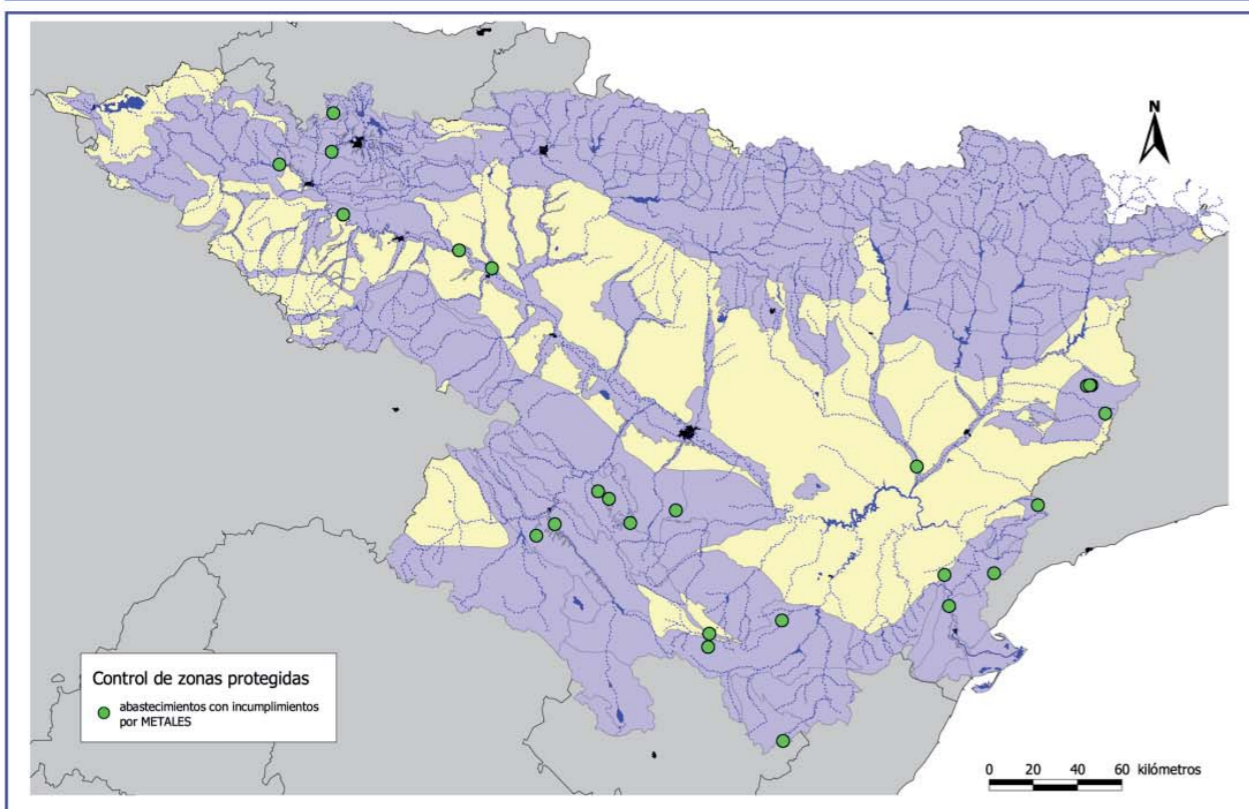 N
Control de zonas protegidas
abastecimientos con incumplimientos
por METALES
0 20 40 60 kilómetros